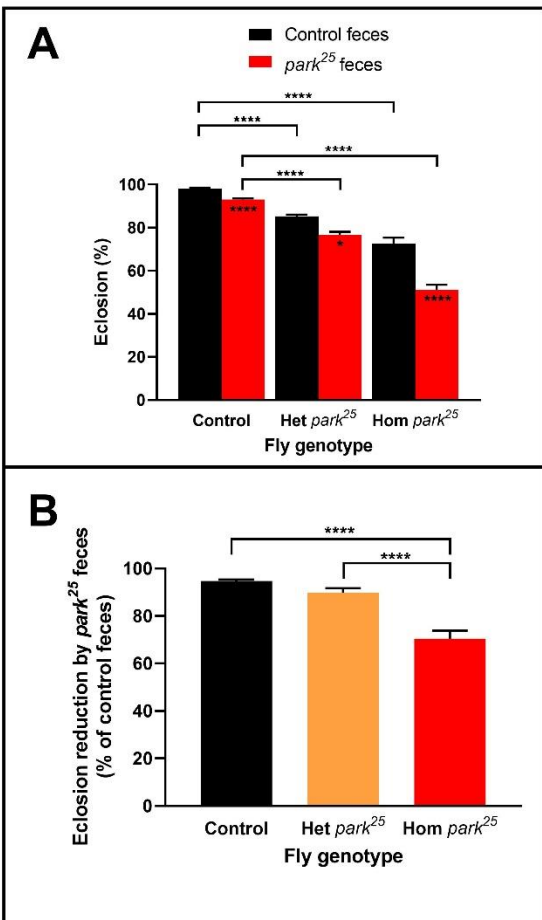 A
Control feces
park²⁵ feces
****
****
****
****
100
80
60
40
20
0
****
*
****
Eclosion (%)
Control
Het park²⁵
Hom park²⁵
Fly genotype
B
****
****
100
80
60
40
20
0
Eclosion reduction by park²⁵ feces
(% of control feces)
Control
Het park²⁵
Hom park²⁵
Fly genotype